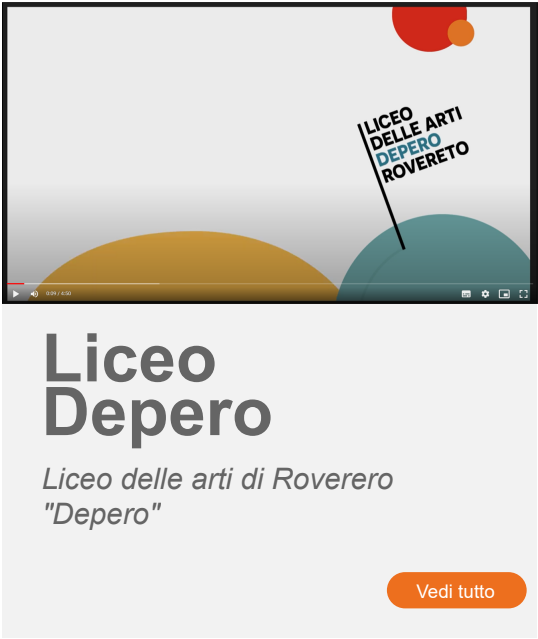 LICEO
DELLE ARTI
DEPERO
ROVERETO
0:09 / 4:50
Liceo
Depero
Liceo delle arti di Roverero
"Depero"
Vedi tutto